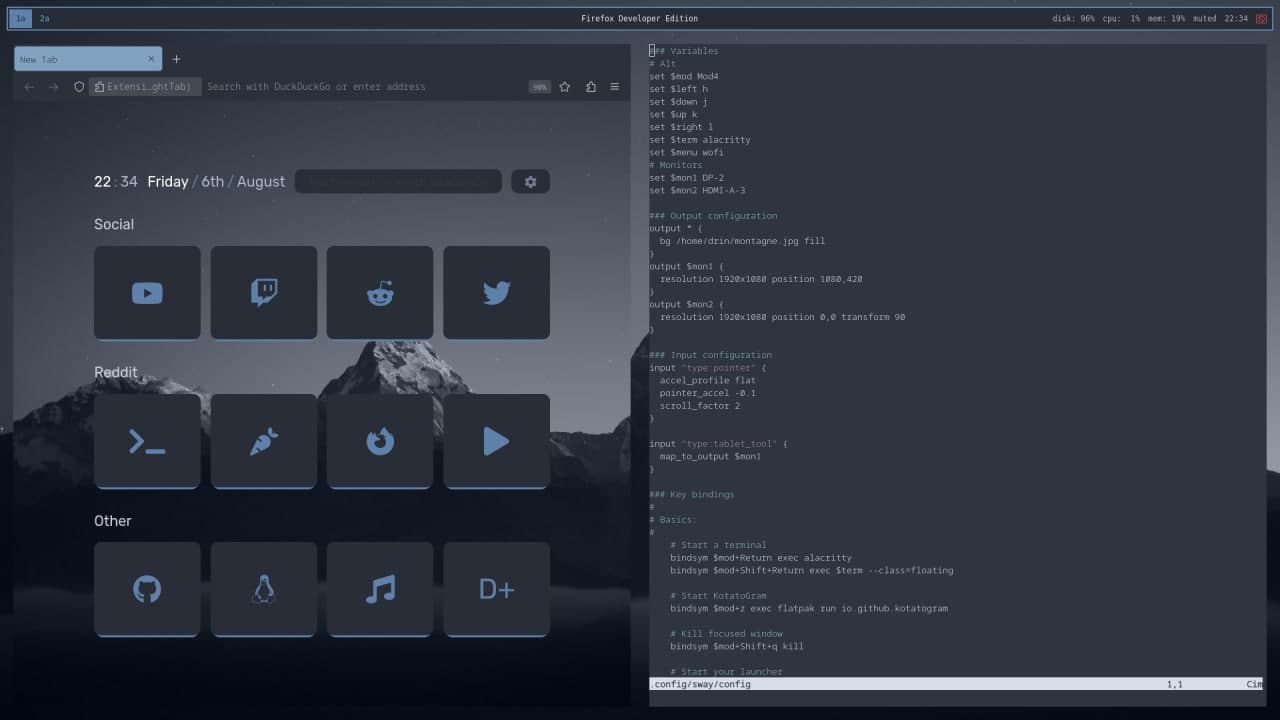 1a 2a Firefox Developer Edition disk: 96% cpu: 1% mem: 19% muted 22:34
New Tab
Extensi…ghtTab) Search with DuckDuckGo or enter address 90%
22 : 34 Friday / 6th / August
Social
Reddit
Other
D+
### Variables
# Alt
set $mod Mod4
set $left h
set $down j
set $up k
set $right l
set $term alacritty
set $menu wofi
# Monitors
set $mon1 DP-2
set $mon2 HDMI-A-3
### Output configuration
output * {
bg /home/drin/montagne.jpg fill
}
output $mon1 {
resolution 1920x1080 position 1080,420
}
output $mon2 {
resolution 1920x1080 position 0,0 transform 90
}
### Input configuration
input "type:pointer" {
accel_profile flat
pointer_accel -0.1
scroll_factor 2
}
input "type:tablet_tool" {
map_to_output $mon1
}
### Key bindings
#
# Basics:
#
# Start a terminal
bindsym $mod+Return exec alacritty
bindsym $mod+Shift+Return exec $term --class=floating
# Start KotatoGram
bindsym $mod+z exec flatpak run io.github.kotatogram
# Kill focused window
bindsym $mod+Shift+q kill
# Start your launcher
.config/sway/config 1,1 Cim